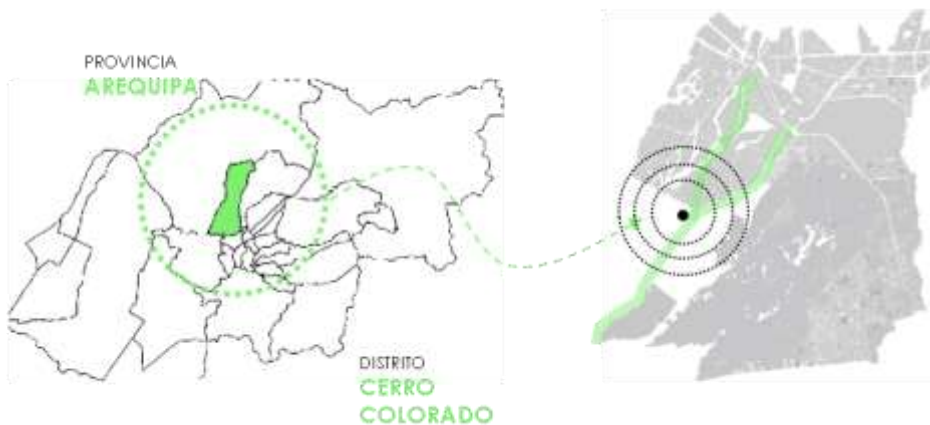 PROVINCIA
AREQUIPA
DISTRITO
CERRO
COLORADO